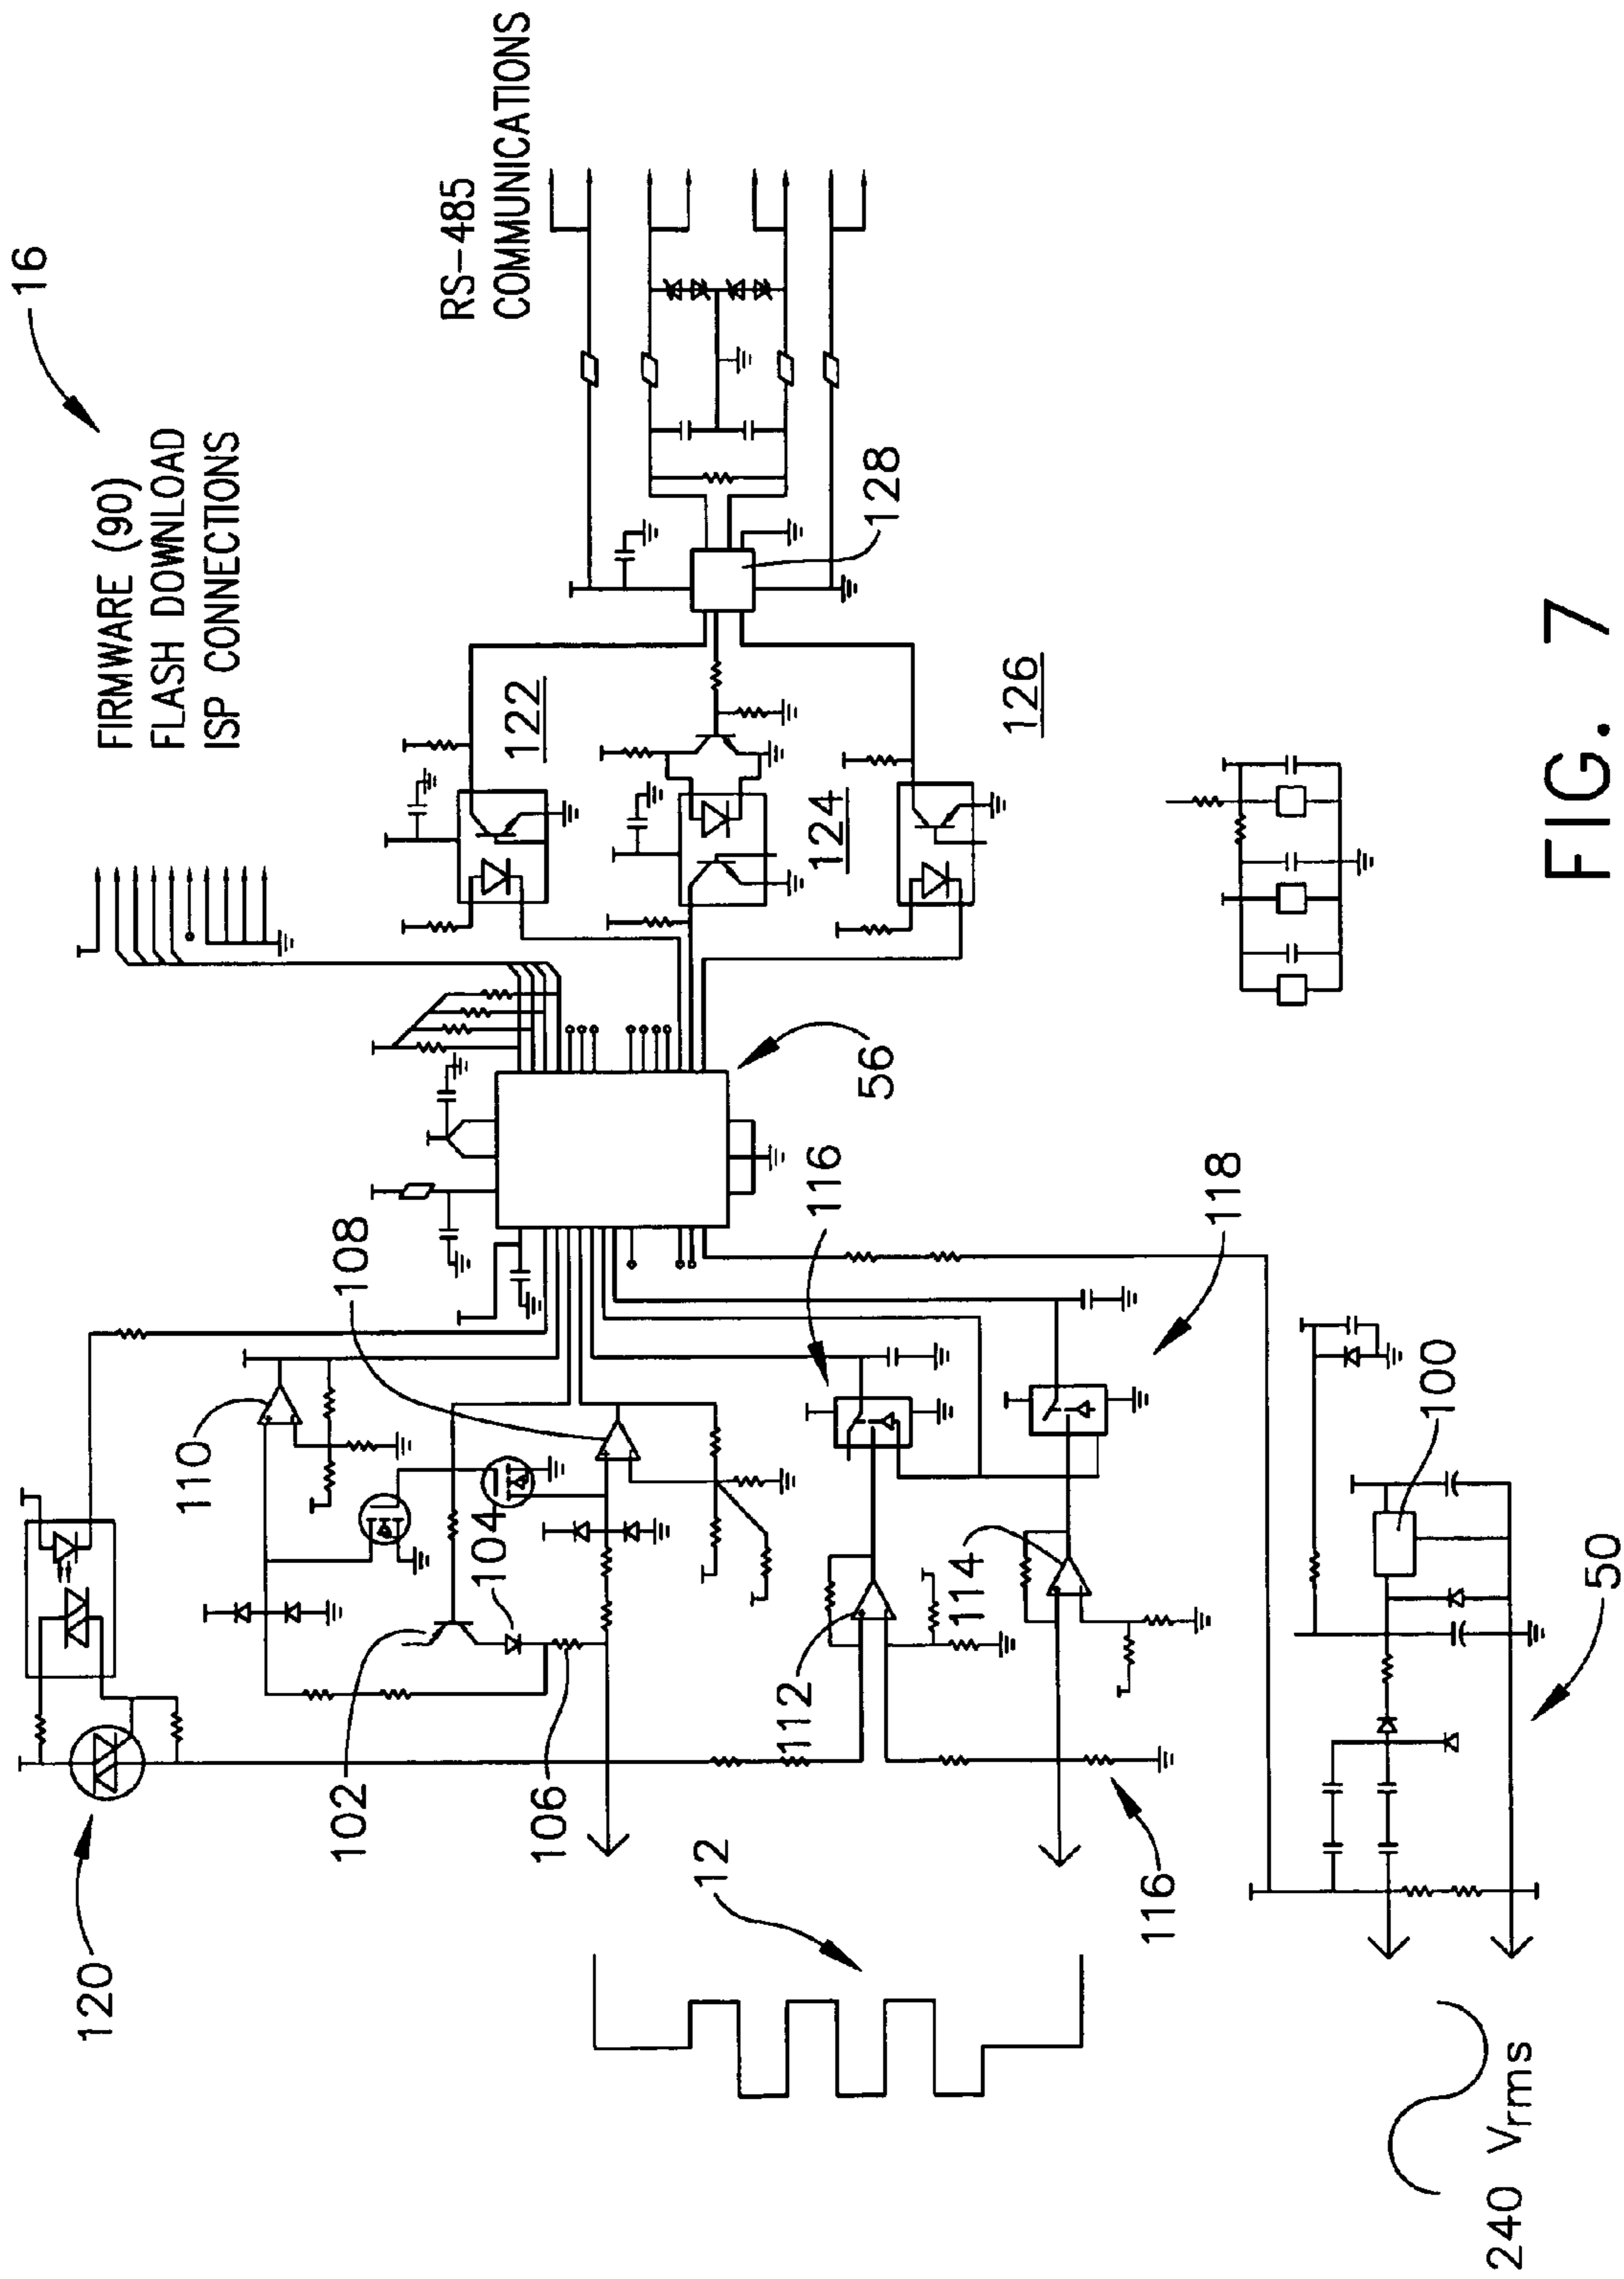 16
FIRMWARE (90)
FLASH DOWNLOAD
ISP CONNECTIONS
RS-485
COMMUNICATIONS
120
110
102
104
106
108
122
124
126
128
56
12
112
114
116
116
118
100
50
240 Vrms
FIG. 7